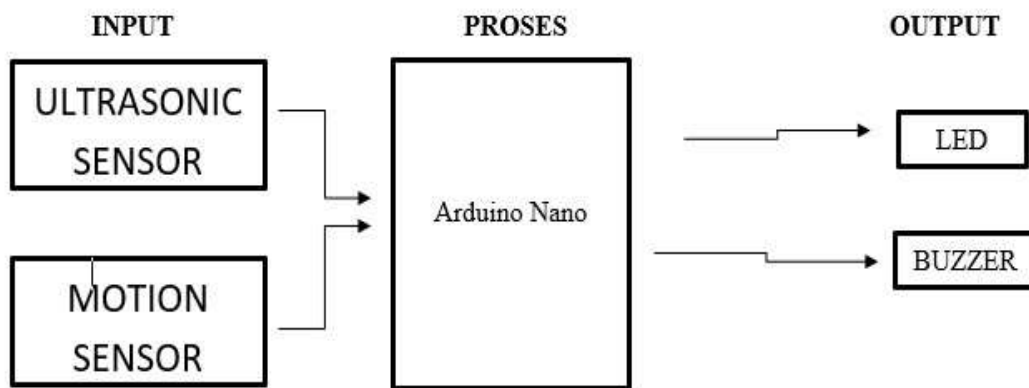 INPUT
PROSES
OUTPUT
ULTRASONIC
SENSOR
MOTION
SENSOR
Arduino Nano
LED
BUZZER